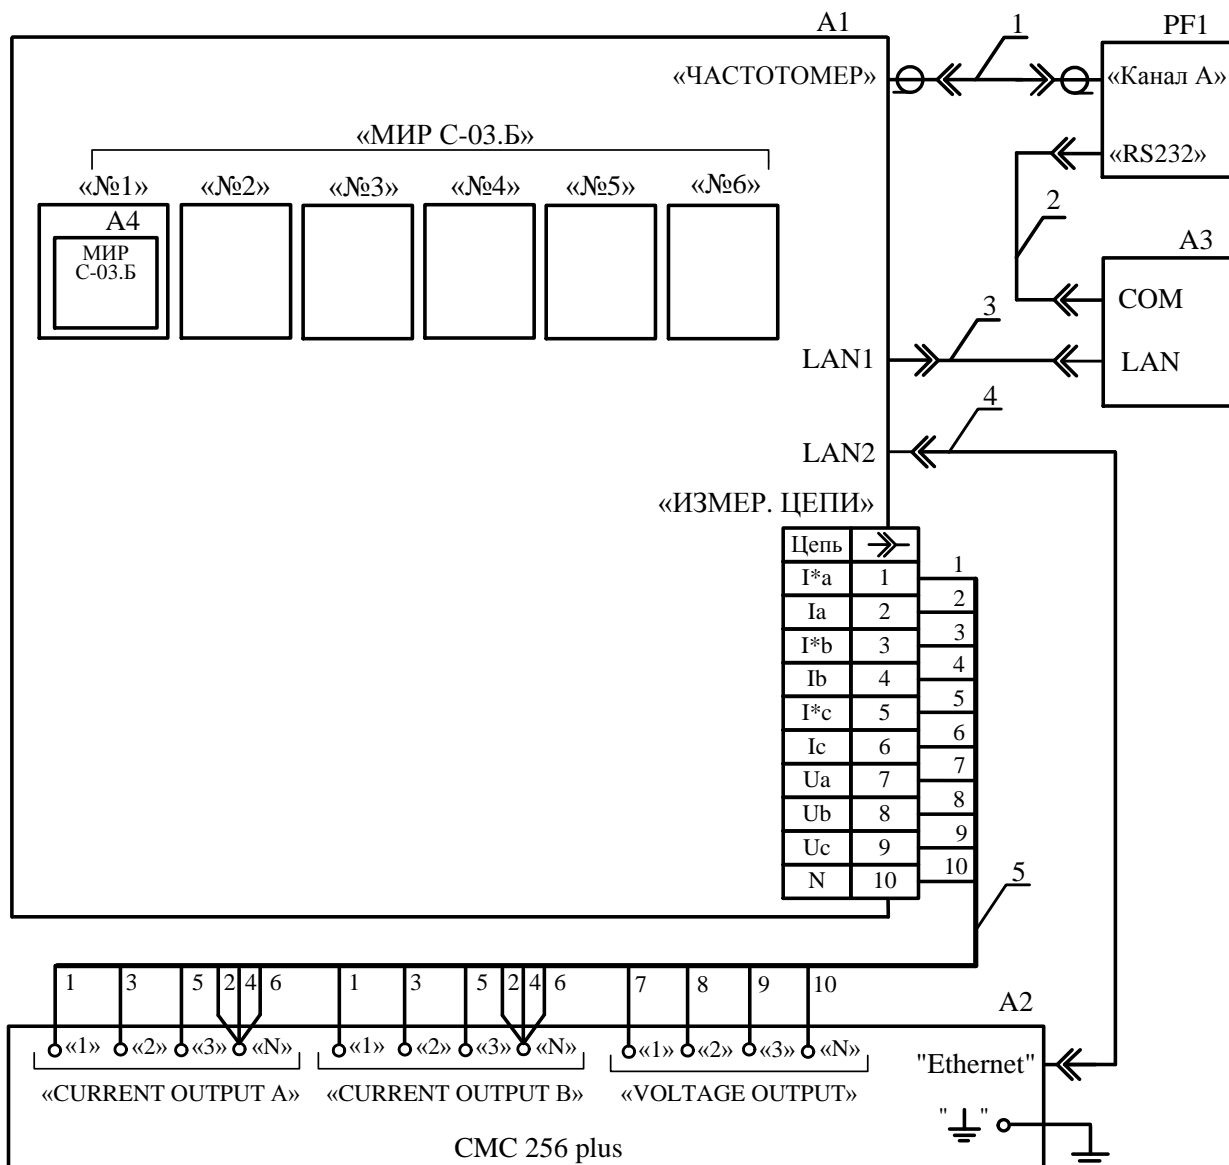 A1
1
PF1
«ЧАСТОТОМЕР»
«Канал А»
«МИР С-03.Б»
«RS232»
«№1»
«№2»
«№3»
«№4»
«№5»
«№6»
2
A4
МИР
С-03.Б
A3
COM
3
LAN1
LAN
4
LAN2
«ИЗМЕР. ЦЕПИ»
Цепь
I*a 1 1
Ia 2 2
I*b 3 3
Ib 4 4
I*c 5 5
Ic 6 6
Ua 7 7
Ub 8 8
Uc 9 9
N 10 10
5
1 3 5 2 4 6 1 3 5 2 4 6 7 8 9 10
A2
«1» «2» «3» «N» «1» «2» «3» «N» «1» «2» «3» «N»
"Ethernet"
«CURRENT OUTPUT A» «CURRENT OUTPUT B» «VOLTAGE OUTPUT»
" "
CMC 256 plus